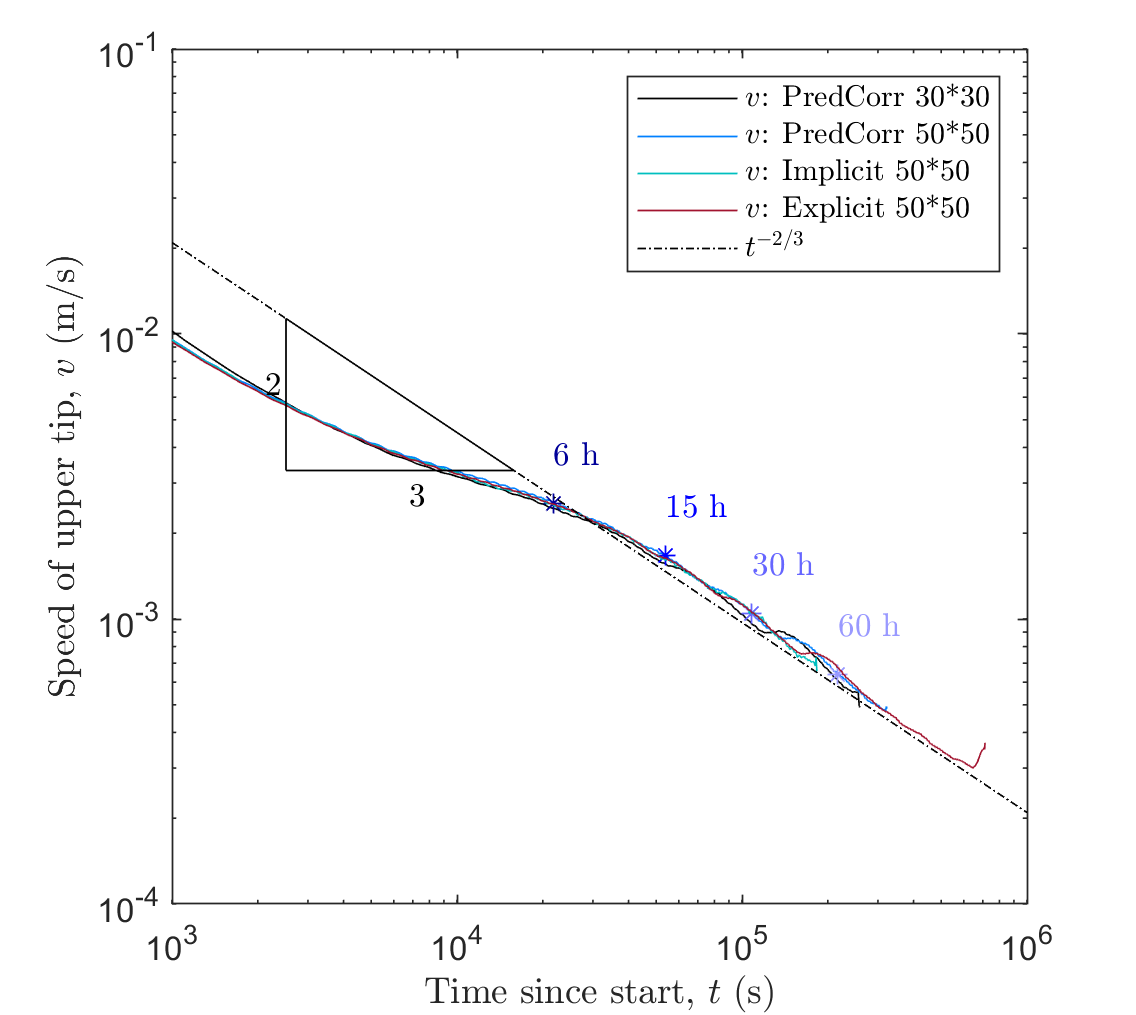 10^-1
v: PredCorr 30*30
v: PredCorr 50*50
v: Implicit 50*50
v: Explicit 50*50
t^{-2/3}
10^-2
2
3
6 h
15 h
30 h
60 h
10^-3
10^-4
10^3
10^4
10^5
10^6
Speed of upper tip, v (m/s)
Time since start, t (s)